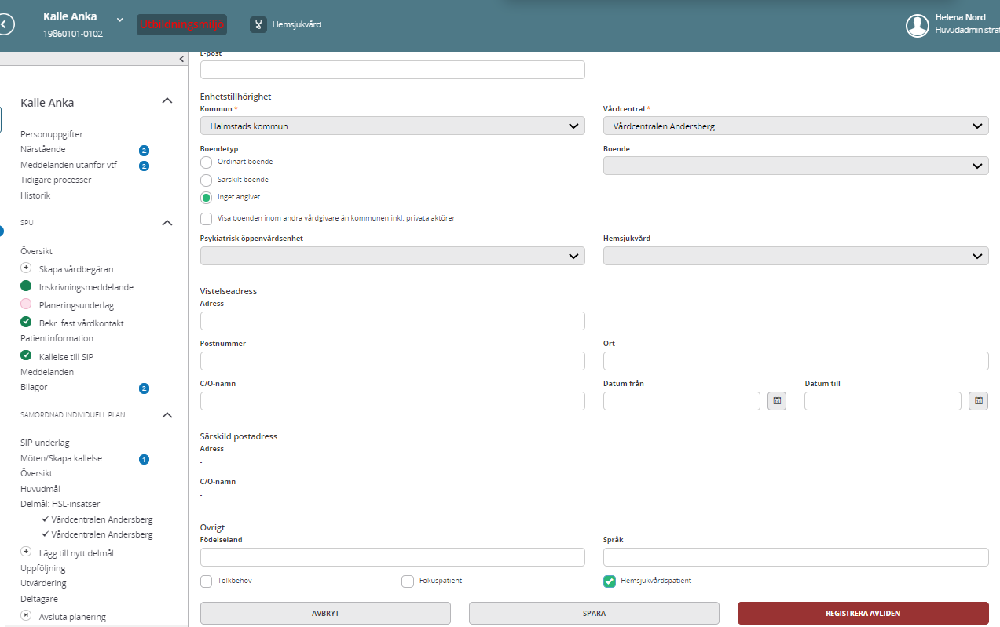 Kalle Anka
19860101-0102
Utbildningsmiljö
Hemsjukvård
Helena Nord
Huvudadministrat
Kalle Anka
Personuppgifter
Närstående 2
Meddelanden utanför vtf 2
Tidigare processer
Historik
SPU
Översikt
Skapa vårdbegäran
Inskrivningsmeddelande
Planeringsunderlag
Bekr. fast vårdkontakt
Patientinformation
Kallelse till SIP
Meddelanden
Bilagor 2
SAMORDNAD INDIVIDUELL PLAN
SIP-underlag
Möten/Skapa kallelse 1
Översikt
Huvudmål
Delmål: HSL-insatser
Vårdcentralen Andersberg
Vårdcentralen Andersberg
Lägg till nytt delmål
Uppföljning
Utvärdering
Deltagare
Avsluta planering
E-post
Enhetstillhörighet
Kommun * Vårdcentral *
Halmstads kommun Vårdcentralen Andersberg
Boendetyp Boende
Ordinärt boende
Särskilt boende
Inget angivet
Visa boenden inom andra vårdgivare än kommunen inkl. privata aktörer
Psykiatrisk öppenvårdsenhet Hemsjukvård
Vistelseadress
Adress
Postnummer Ort
C/O-namn Datum från Datum till
Särskild postadress
Adress
-
C/O-namn
-
Övrigt
Födelseland Språk
Tolkbehov Fokuspatient Hemsjukvårdspatient
AVBRYT SPARA REGISTRERA AVLIDEN